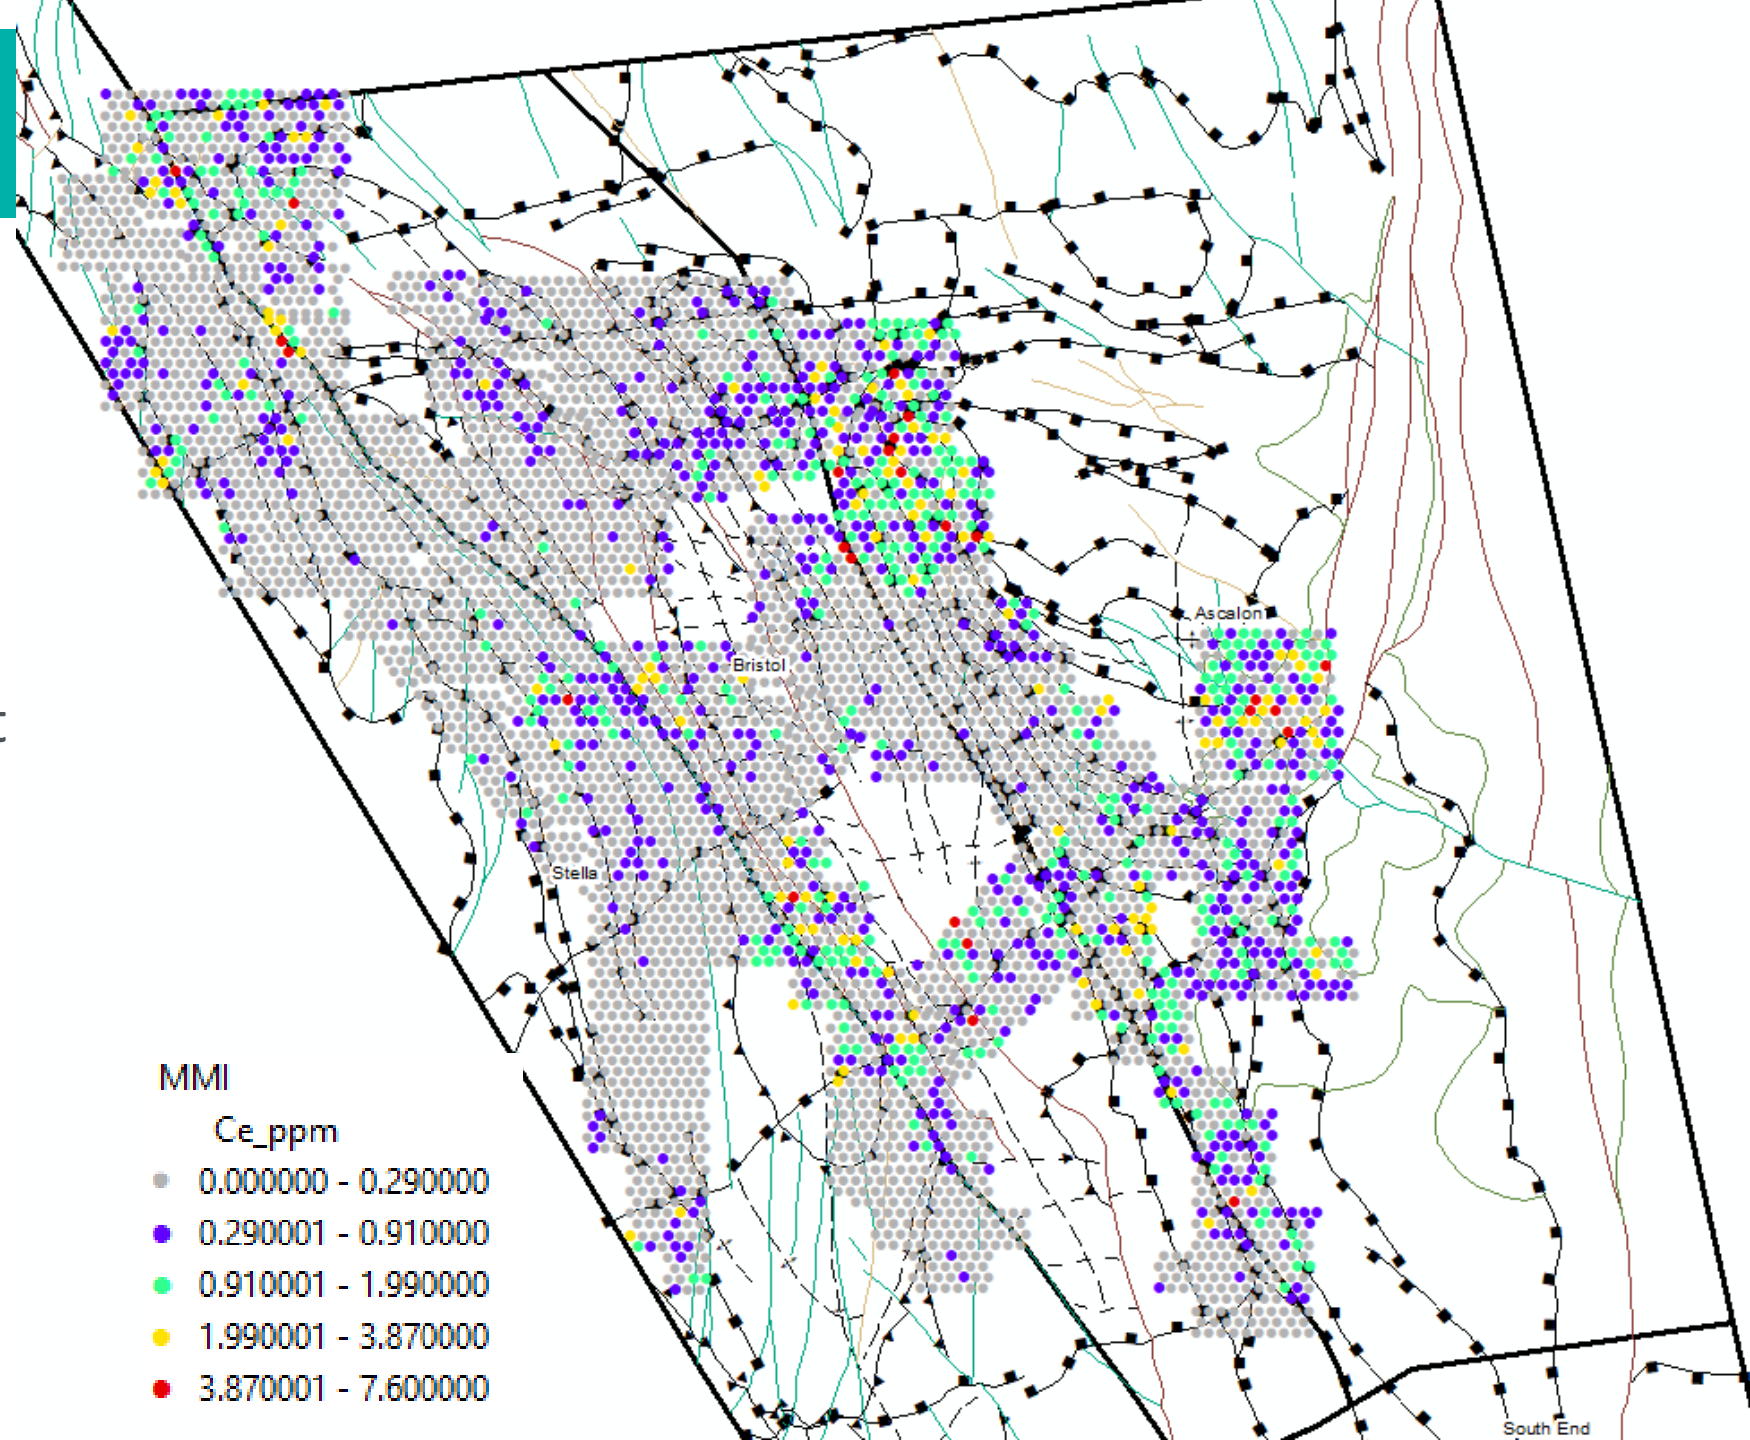 Ascalon
Bristol
t
Stella
MMI
Ce_ppm
0.000000 - 0.290000
0.290001 - 0.910000
0.910001 - 1.990000
1.990001 - 3.870000
3.870001 - 7.600000
South End